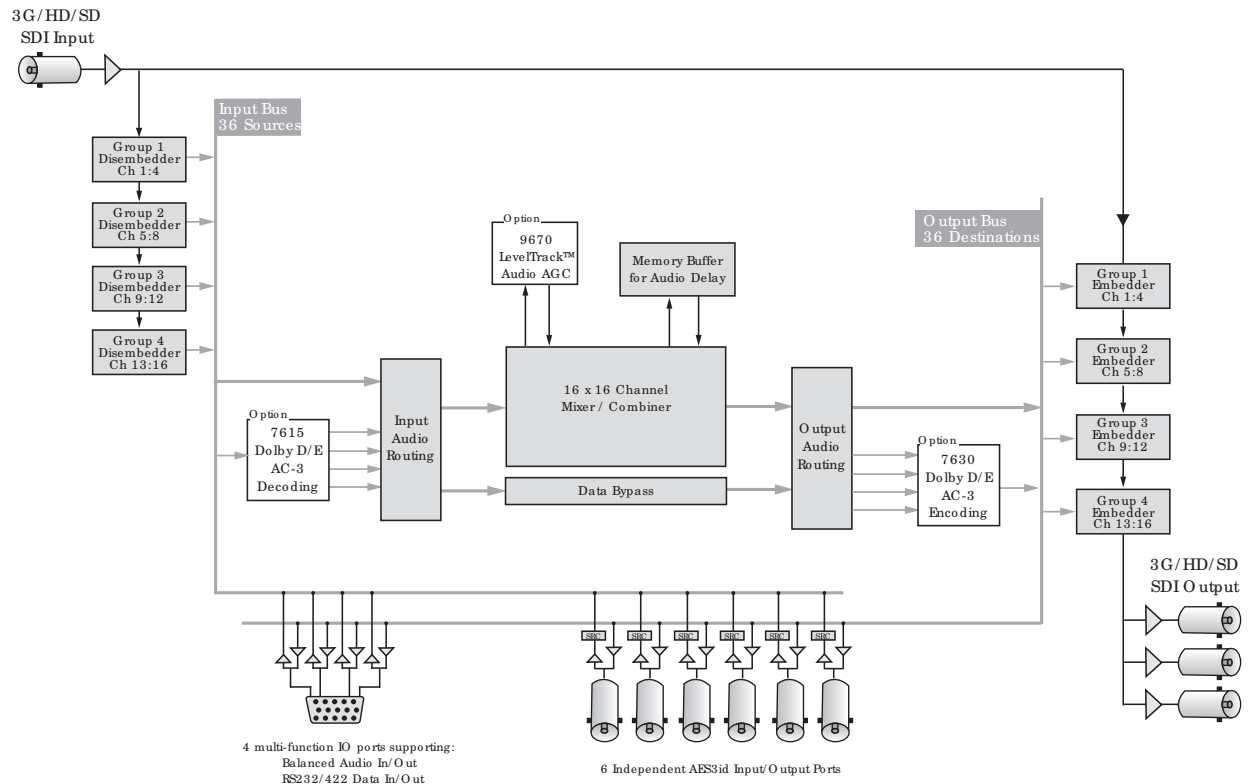 3G/HD/SD
SDI Input
Input Bus
36 Sources
Group 1
Disembedder
Ch 1:4
Group 2
Disembedder
Ch 5:8
Group 3
Disembedder
Ch 9:12
Group 4
Disembedder
Ch 13:16
Option
7615
Dolby D/E
AC-3
Decoding
Input
Audio
Routing
Option
9670
LevelTrack™
Audio AGC
Memory Buffer
for Audio Delay
16 x 16 Channel
Mixer/ Combiner
Data Bypass
Output
Audio
Routing
Option
7630
Dolby D/E
AC-3
Encoding
Output Bus
36 Destinations
Group 1
Embedder
Ch 1:4
Group 2
Embedder
Ch 5:8
Group 3
Embedder
Ch 9:12
Group 4
Embedder
Ch 13:16
3G/HD/SD
SDI Output
SRC
SRC
SRC
SRC
SRC
SRC
4 multi-function IO ports supporting:
Balanced Audio In/Out
RS232/422 Data In/Out
6 Independent AES3id Input/Output Ports